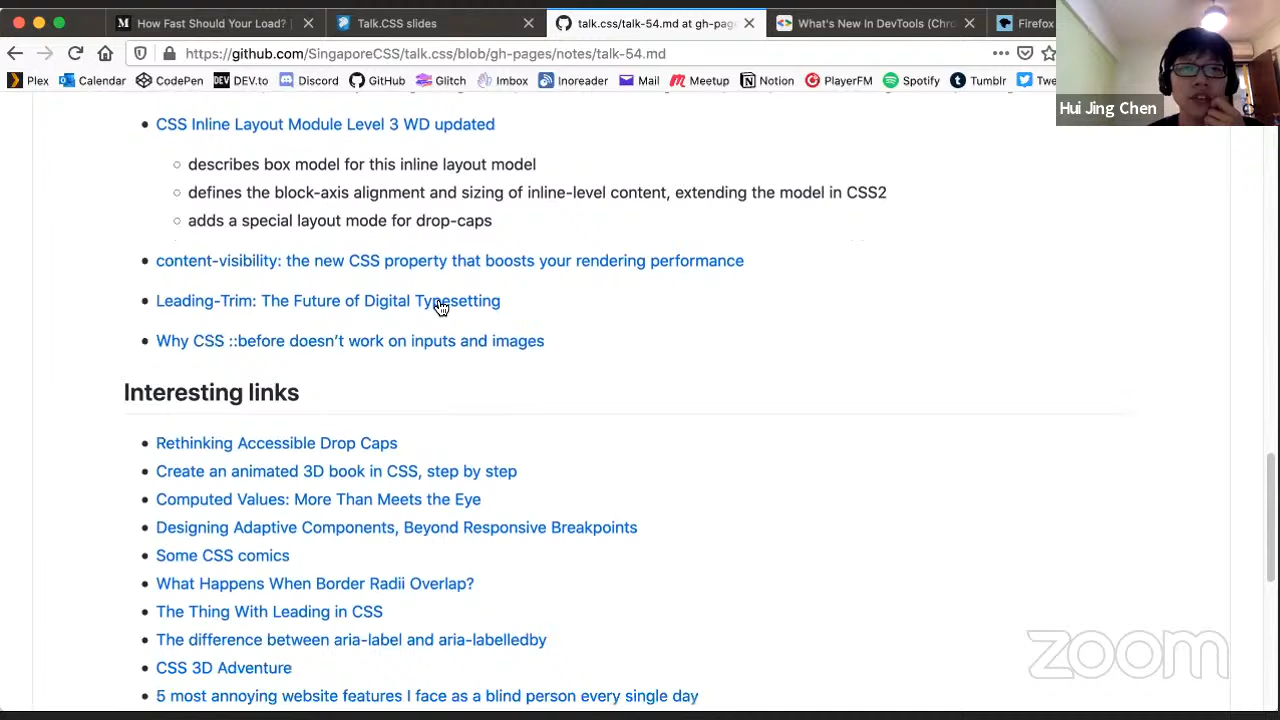 How Fast Should Your Load? |
Talk.CSS slides
talk.css/talk-54.md at gh-page
What's New In DevTools (Chro
Firefox
https://github.com/SingaporeCSS/talk.css/blob/gh-pages/notes/talk-54.md
Plex
Calendar
CodePen
DEV.to
Discord
GitHub
Glitch
Imbox
Inoreader
Mail
Meetup
Notion
PlayerFM
Spotify
Tumblr
Twe
Hui Jing Chen
CSS Inline Layout Module Level 3 WD updated
describes box model for this inline layout model
defines the block-axis alignment and sizing of inline-level content, extending the model in CSS2
adds a special layout mode for drop-caps
content-visibility: the new CSS property that boosts your rendering performance
Leading-Trim: The Future of Digital Typesetting
Why CSS ::before doesn’t work on inputs and images
Interesting links
Rethinking Accessible Drop Caps
Create an animated 3D book in CSS, step by step
Computed Values: More Than Meets the Eye
Designing Adaptive Components, Beyond Responsive Breakpoints
Some CSS comics
What Happens When Border Radii Overlap?
The Thing With Leading in CSS
The difference between aria-label and aria-labelledby
CSS 3D Adventure
5 most annoying website features I face as a blind person every single day
zoom